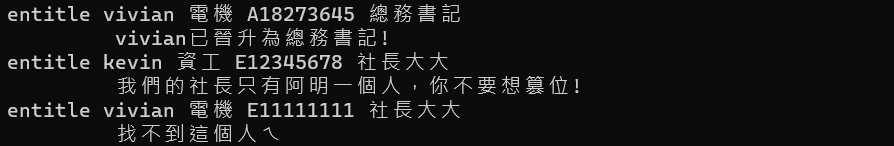 entitle vivian 電機 A18273645 總務書記
vivian已晉升為總務書記!
entitle kevin 資工 E12345678 社長大大
我們的社長只有阿明一個人，你不要想篡位!
entitle vivian 電機 E11111111 社長大大
找不到這個人ㄟ